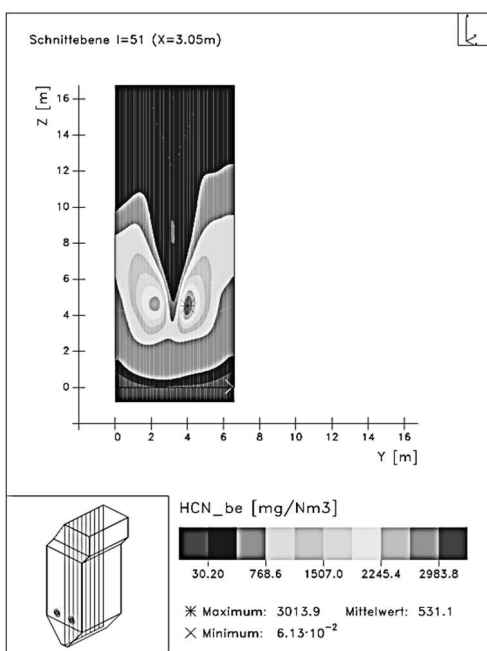 Schnittebene I=51 (X=3.05m)
Z [m]
16
14
12
10
8
6
4
2
0
0 2 4 6 8 10 12 14 16
Y [m]
HCN_be [mg/Nm3]
30.20 768.6 1507.0 2245.4 2983.8
Maximum: 3013.9 Mittelwert: 531.1
Minimum: 6.13·10⁻²